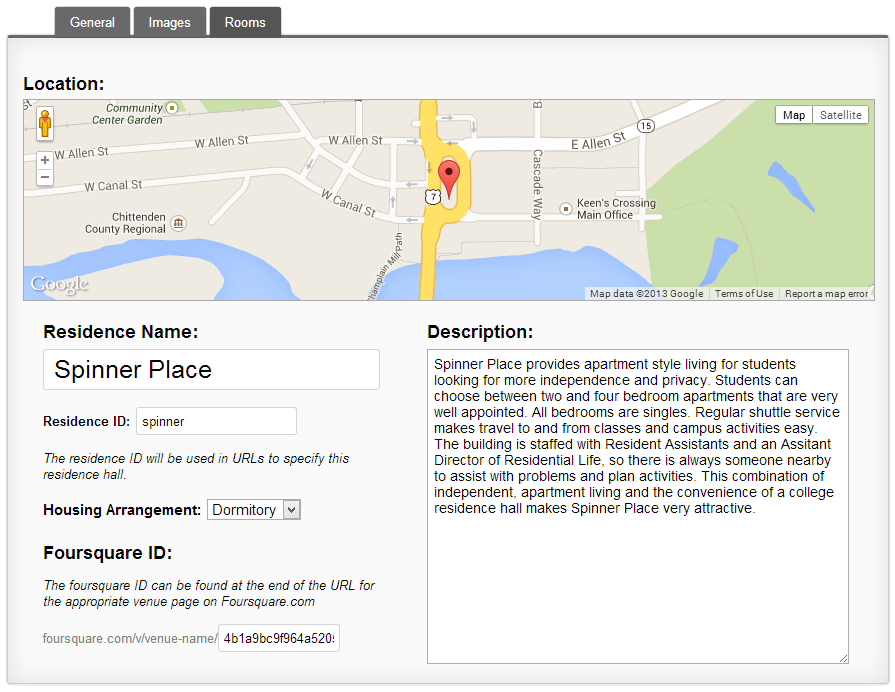 General
Images
Rooms
Location:
Community
Center Garden
W Allen St
W Allen St
W Allen St
E Allen St
15
B
Map
Satellite
+
−
W Canal St
W Canal St
7
Cascade Way
Keen's Crossing
Main Office
Chittenden
County Regional
Champlain Mill Path
Google
Map data ©2013 Google
Terms of Use
Report a map error
Residence Name:
Spinner Place
Residence ID: spinner
The residence ID will be used in URLs to specify this
residence hall.
Housing Arrangement: Dormitory
Foursquare ID:
The foursquare ID can be found at the end of the URL for
the appropriate venue page on Foursquare.com
foursquare.com/v/venue-name/ 4b1a9bc9f964a520
Description:
Spinner Place provides apartment style living for students
looking for more independence and privacy. Students can
choose between two and four bedroom apartments that are very
well appointed. All bedrooms are singles. Regular shuttle service
makes travel to and from classes and campus activities easy.
The building is staffed with Resident Assistants and an Assitant
Director of Residential Life, so there is always someone nearby
to assist with problems and plan activities. This combination of
independent, apartment living and the convenience of a college
residence hall makes Spinner Place very attractive.